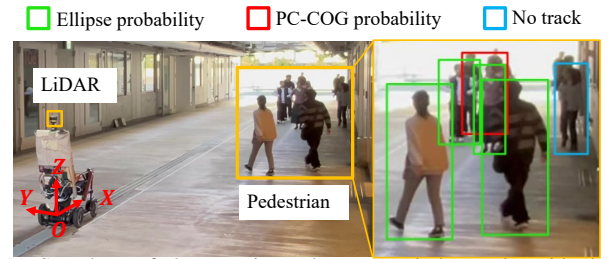 Ellipse probability
PC-COG probability
No track
LiDAR
Z
Y
X
O
Pedestrian